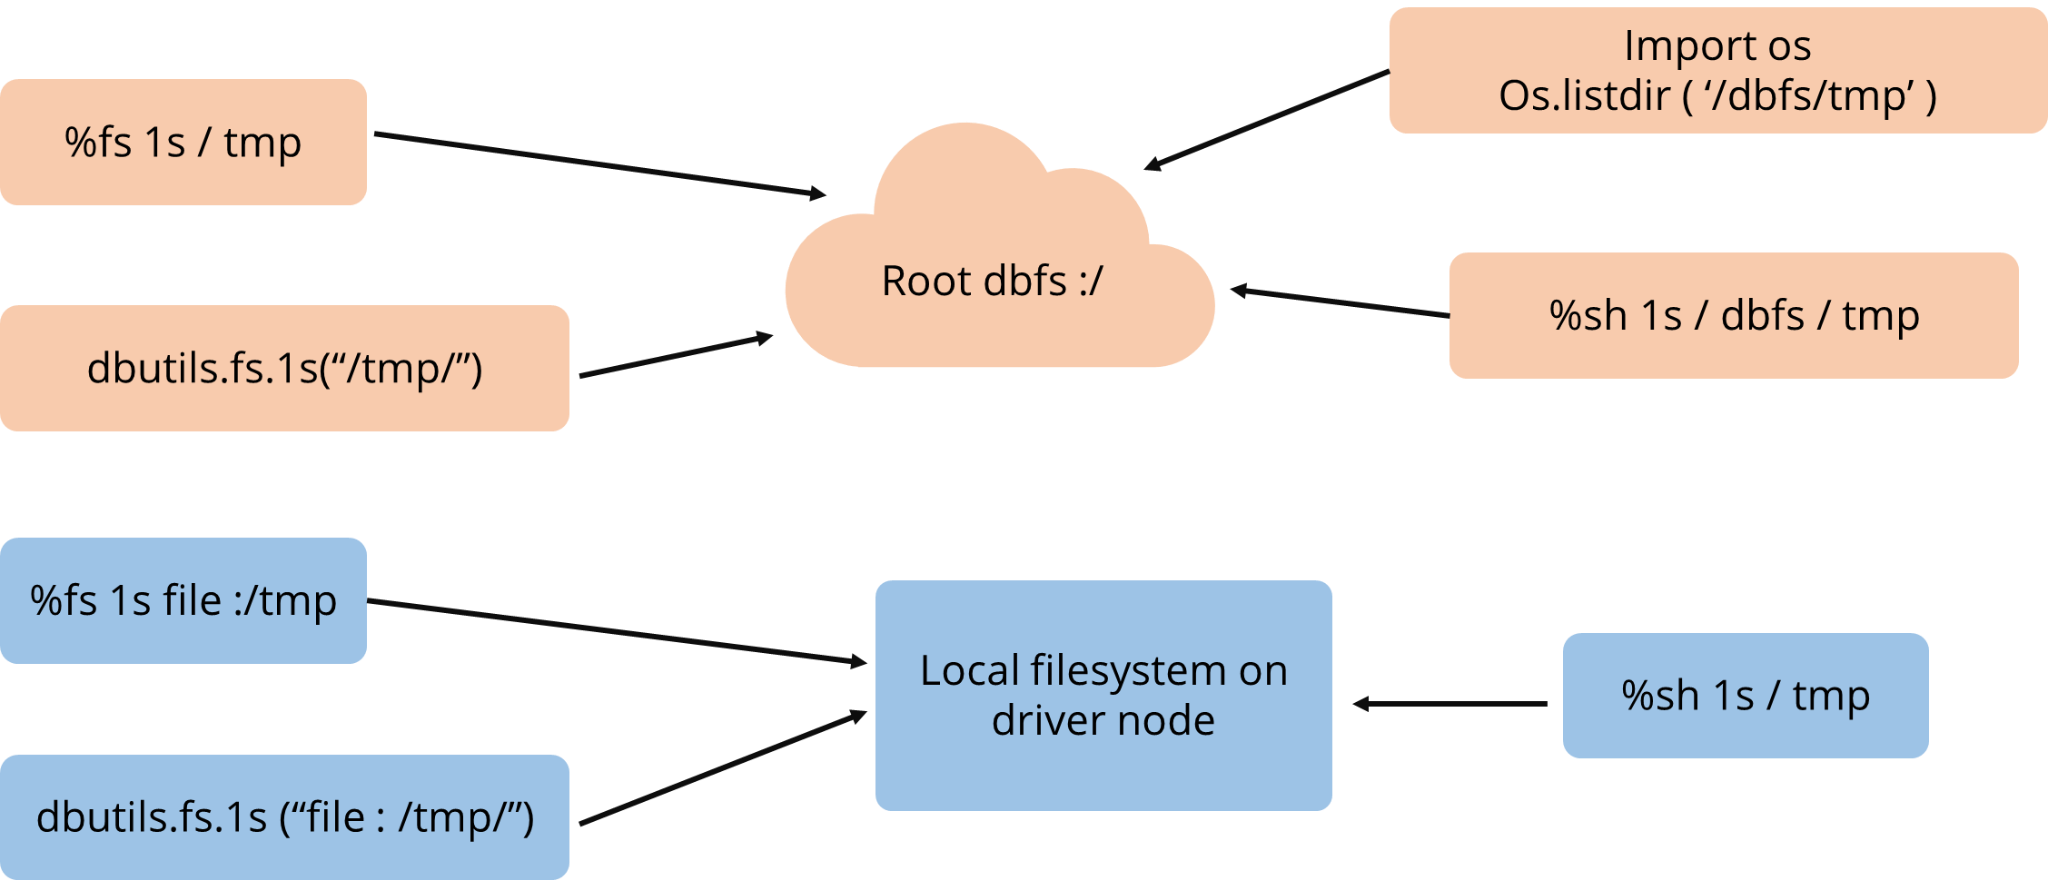 Import os
Os.listdir ( ‘/dbfs/tmp’ )
%fs 1s / tmp
Root dbfs :/
%sh 1s / dbfs / tmp
dbutils.fs.1s(“/tmp/”)
%fs 1s file :/tmp
Local filesystem on
driver node
%sh 1s / tmp
dbutils.fs.1s (“file : /tmp/”)